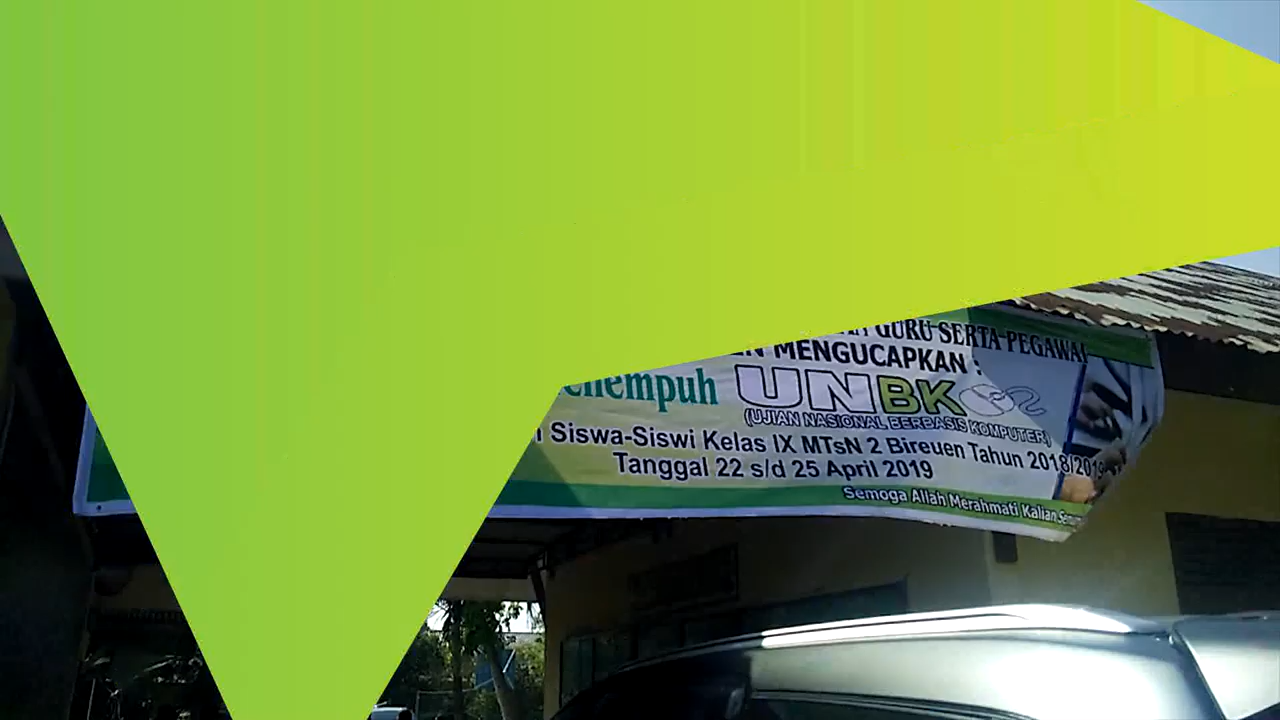 GURU SERTA PEGAWAI
MENGUCAPKAN :
UNBK
(UJIAN NASIONAL BERBASIS KOMPUTER)
Siswa-Siswi Kelas IX MTsN 2 Bireuen Tahun 2018/2019
Tanggal 22 s/d 25 April 2019
Semoga Allah Merahmati Kalian